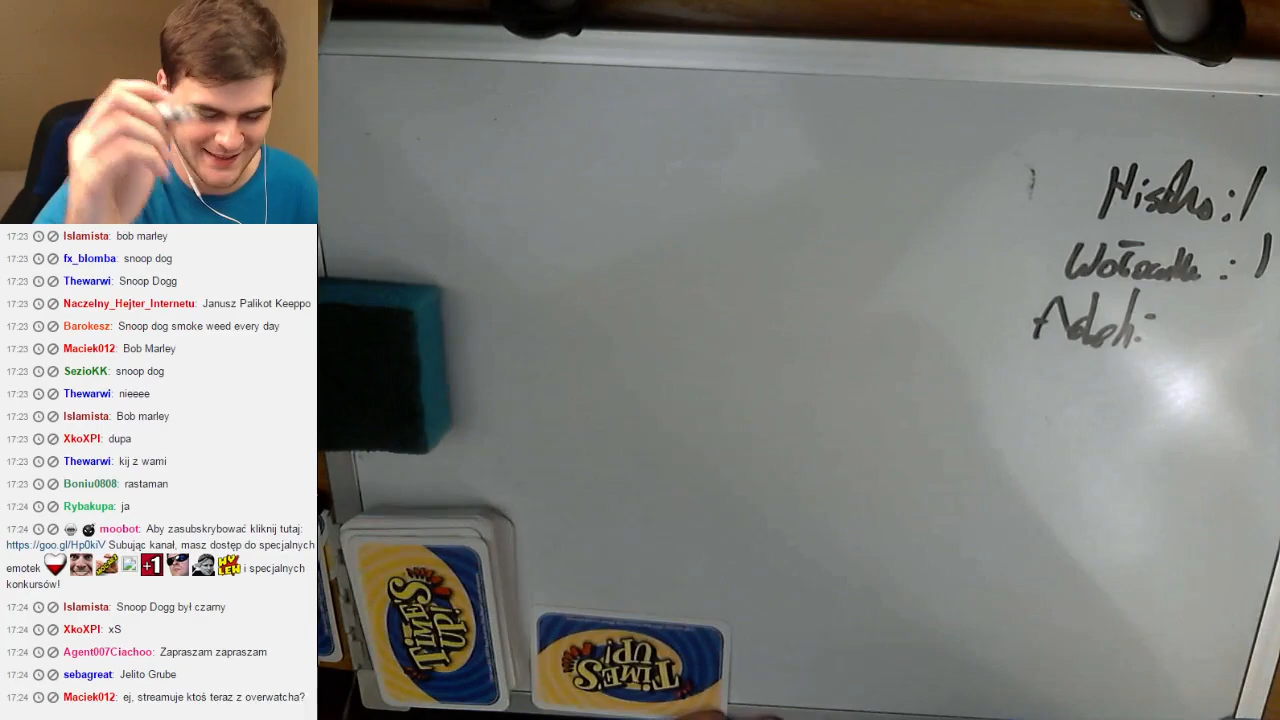 17:23 Islamista: bob marley
17:23 fx_blomba: snoop dog
17:23 Thewarwi: Snoop Dogg
17:23 Naczelny_Hejter_Internetu: Janusz Palikot Keeppo
17:23 Barokesz: Snoop dog smoke weed every day
17:23 Maciek012: Bob Marley
17:23 SezioKK: snoop dog
17:23 Thewarwi: nieeee
17:23 Islamista: Bob marley
17:23 XkoXPI: dupa
17:23 Thewarwi: kij z wami
17:23 Boniu0808: rastaman
17:24 Rybakupa: ja
17:24 moobot: Aby zasubskrybować kliknij tutaj:
https://goo.gl/Hp0kiV Subując kanał, masz dostęp do specjalnych
emotek +1 i specjalnych
konkursów!
17:24 Islamista: Snoop Dogg był czarny
17:24 XkoXPI: xS
17:24 Agent007Ciachoo: Zapraszam zapraszam
17:24 sebagreat: Jelito Grube
17:24 Maciek012: ej, streamuje ktoś teraz z overwatcha?
TIME'S
UP!
TIME'S
UP!